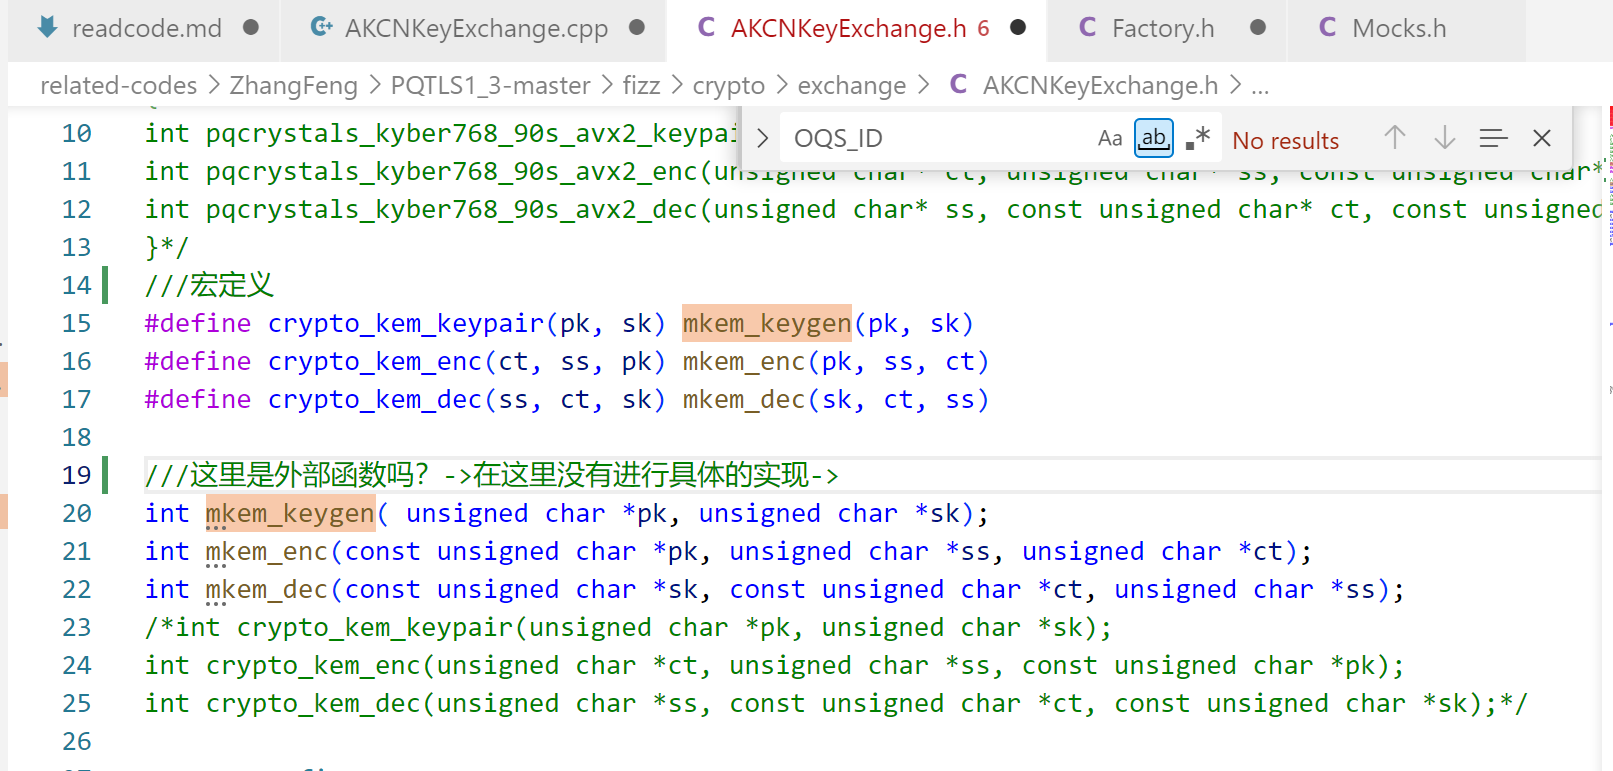 readcode.md
AKCNKeyExchange.cpp
AKCNKeyExchange.h 6
Factory.h
Mocks.h
related-codes > ZhangFeng > PQTLS1_3-master > fizz > crypto > exchange > C AKCNKeyExchange.h > ...
OQS_ID Aa ab .* No results
10 int pqcrystals_kyber768_90s_avx2_keypai
11 int pqcrystals_kyber768_90s_avx2_enc(unsigned char* ct, unsigned char* ss, const unsigned char*
12 int pqcrystals_kyber768_90s_avx2_dec(unsigned char* ss, const unsigned char* ct, const unsigned
13 }*/
14 ///宏定义
15 #define crypto_kem_keypair(pk, sk) mkem_keygen(pk, sk)
16 #define crypto_kem_enc(ct, ss, pk) mkem_enc(pk, ss, ct)
17 #define crypto_kem_dec(ss, ct, sk) mkem_dec(sk, ct, ss)
18
19 ///这里是外部函数吗？->在这里没有进行具体的实现->
20 int mkem_keygen( unsigned char *pk, unsigned char *sk);
21 int mkem_enc(const unsigned char *pk, unsigned char *ss, unsigned char *ct);
22 int mkem_dec(const unsigned char *sk, const unsigned char *ct, unsigned char *ss);
23 /*int crypto_kem_keypair(unsigned char *pk, unsigned char *sk);
24 int crypto_kem_enc(unsigned char *ct, unsigned char *ss, const unsigned char *pk);
25 int crypto_kem_dec(unsigned char *ss, const unsigned char *ct, const unsigned char *sk);*/
26